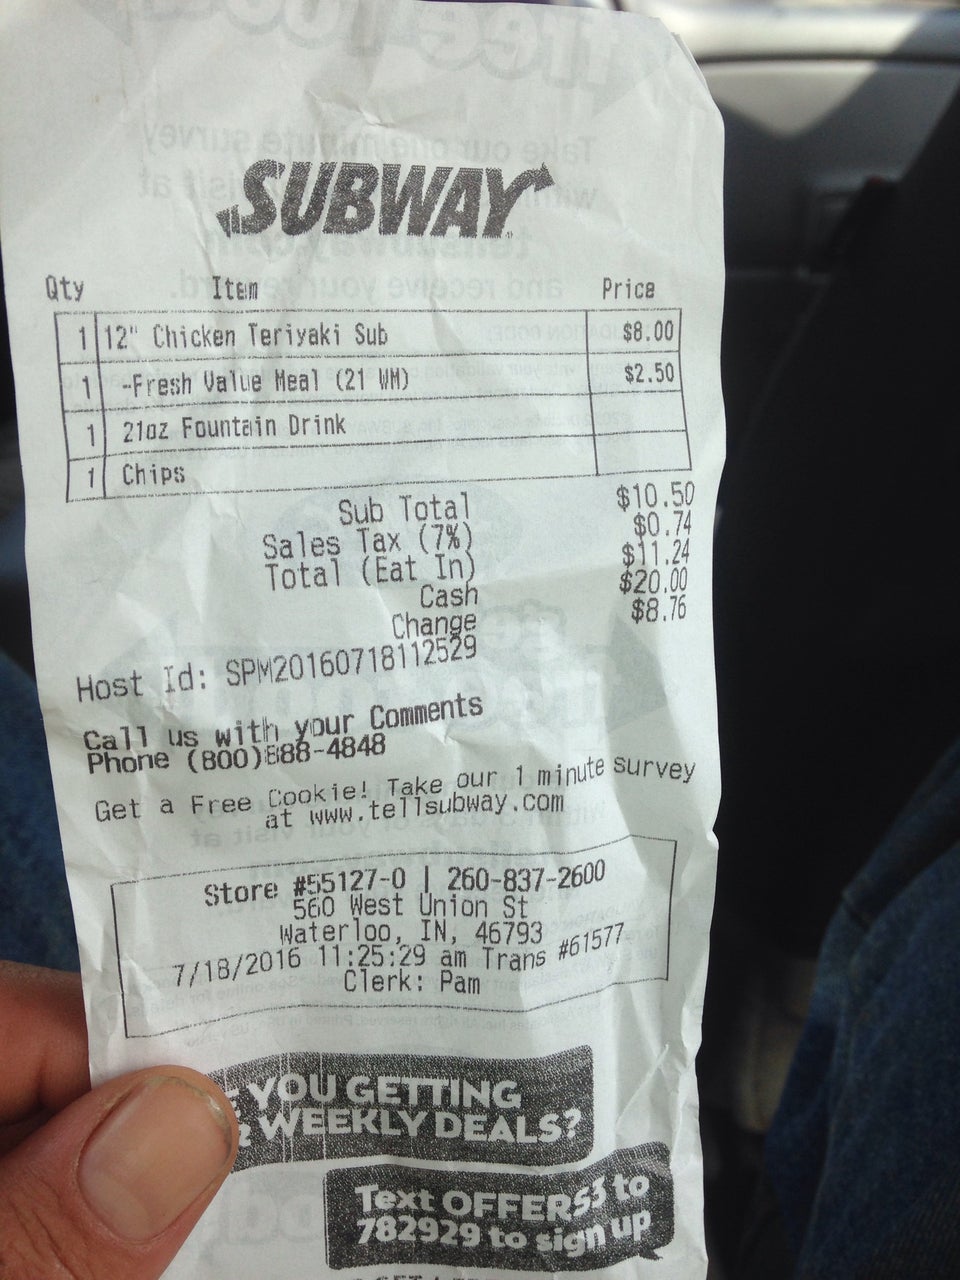 SUBWAY
Qty Item Price
1 12" Chicken Teriyaki Sub $8.00
1 -Fresh Value Meal (21 WM) $2.50
1 21oz Fountain Drink
1 Chips
Sub Total $10.50
Sales Tax (7%) $0.74
Total (Eat In) $11.24
Cash $20.00
Change $8.76
Host Id: SPM20160718112529
Call us with your Comments
Phone (800)888-4848
Get a Free Cookie! Take our 1 minute survey
at www.tellsubway.com
Store #55127-0 | 260-837-2600
560 West Union St
Waterloo, IN, 46793
7/18/2016 11:25:29 am Trans #61577
Clerk: Pam
YOU GETTING
WEEKLY DEALS?
Text OFFERS3 to
782929 to sign up